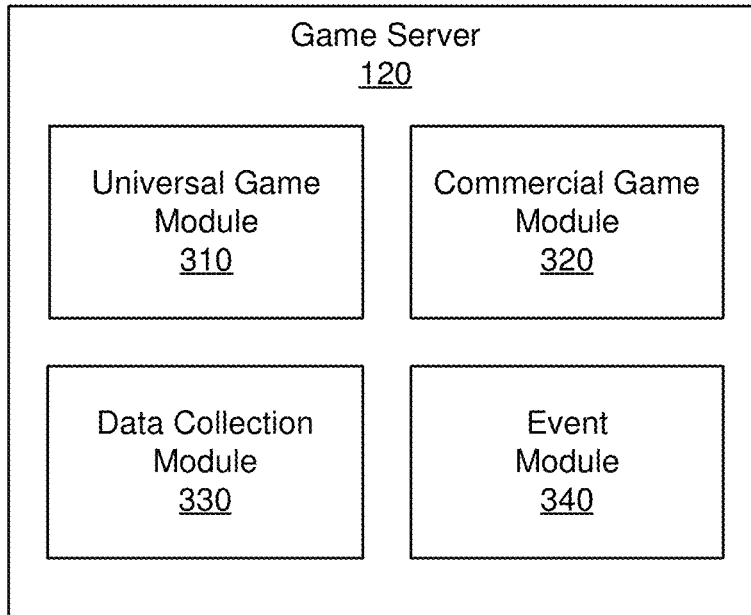 Game Server
120
Universal Game
Module
310
Commercial Game
Module
320
Data Collection
Module
330
Event
Module
340